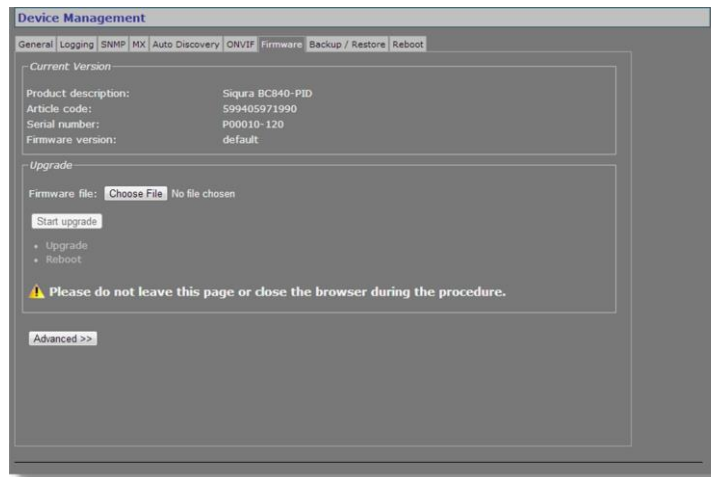 Device Management
General Logging SNMP MX Auto Discovery ONVIF Firmware Backup / Restore Reboot
Current Version
Product description: Siqura BC840-PID
Article code: S99405971990
Serial number: P00010-120
Firmware version: default
Upgrade
Firmware file: Choose File No file chosen
Start upgrade
• Upgrade
• Reboot
Please do not leave this page or close the browser during the procedure.
Advanced >>